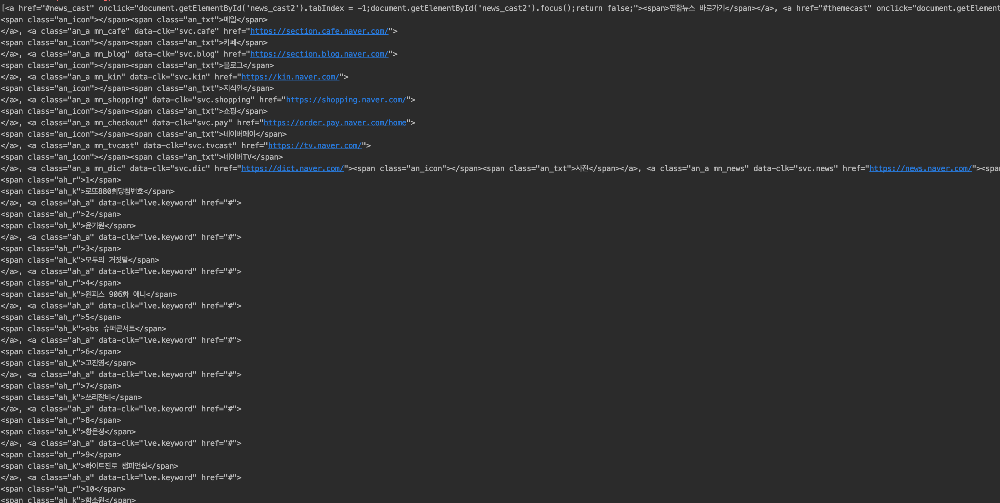 [<a href="#news_cast" onclick="document.getElementById('news_cast2').tabIndex = -1;document.getElementById('news_cast2').focus();return false;"><span>연합뉴스 바로가기</span></a>, <a href="#themecast" onclick="document.getElement
<span class="an_icon"></span><span class="an_txt">메일</span>
</a>, <a class="an_a mn_cafe" data-clk="svc.cafe" href="https://section.cafe.naver.com/">
<span class="an_icon"></span><span class="an_txt">카페</span>
</a>, <a class="an_a mn_blog" data-clk="svc.blog" href="https://section.blog.naver.com/">
<span class="an_icon"></span><span class="an_txt">블로그</span>
</a>, <a class="an_a mn_kin" data-clk="svc.kin" href="https://kin.naver.com/">
<span class="an_icon"></span><span class="an_txt">지식인</span>
</a>, <a class="an_a mn_shopping" data-clk="svc.shopping" href="https://shopping.naver.com/">
<span class="an_icon"></span><span class="an_txt">쇼핑</span>
</a>, <a class="an_a mn_checkout" data-clk="svc.pay" href="https://order.pay.naver.com/home">
<span class="an_icon"></span><span class="an_txt">네이버페이</span>
</a>, <a class="an_a mn_tvcast" data-clk="svc.tvcast" href="https://tv.naver.com/">
<span class="an_icon"></span><span class="an_txt">네이버TV</span>
</a>, <a class="an_a mn_dic" data-clk="svc.dic" href="https://dict.naver.com/"><span class="an_icon"></span><span class="an_txt">사전</span></a>, <a class="an_a mn_news" data-clk="svc.news" href="https://news.naver.com/"><span
<span class="ah_r">1</span>
<span class="ah_k">로또880회당첨번호</span>
</a>, <a class="ah_a" data-clk="lve.keyword" href="#">
<span class="ah_r">2</span>
<span class="ah_k">윤기원</span>
</a>, <a class="ah_a" data-clk="lve.keyword" href="#">
<span class="ah_r">3</span>
<span class="ah_k">모두의 거짓말</span>
</a>, <a class="ah_a" data-clk="lve.keyword" href="#">
<span class="ah_r">4</span>
<span class="ah_k">원피스 906화 애니</span>
</a>, <a class="ah_a" data-clk="lve.keyword" href="#">
<span class="ah_r">5</span>
<span class="ah_k">sbs 슈퍼콘서트</span>
</a>, <a class="ah_a" data-clk="lve.keyword" href="#">
<span class="ah_r">6</span>
<span class="ah_k">고진영</span>
</a>, <a class="ah_a" data-clk="lve.keyword" href="#">
<span class="ah_r">7</span>
<span class="ah_k">쓰리잘비</span>
</a>, <a class="ah_a" data-clk="lve.keyword" href="#">
<span class="ah_r">8</span>
<span class="ah_k">황은정</span>
</a>, <a class="ah_a" data-clk="lve.keyword" href="#">
<span class="ah_r">9</span>
<span class="ah_k">하이트진로 챔피언십</span>
</a>, <a class="ah_a" data-clk="lve.keyword" href="#">
<span class="ah_r">10</span>
<span class="ah_k">함소원</span>